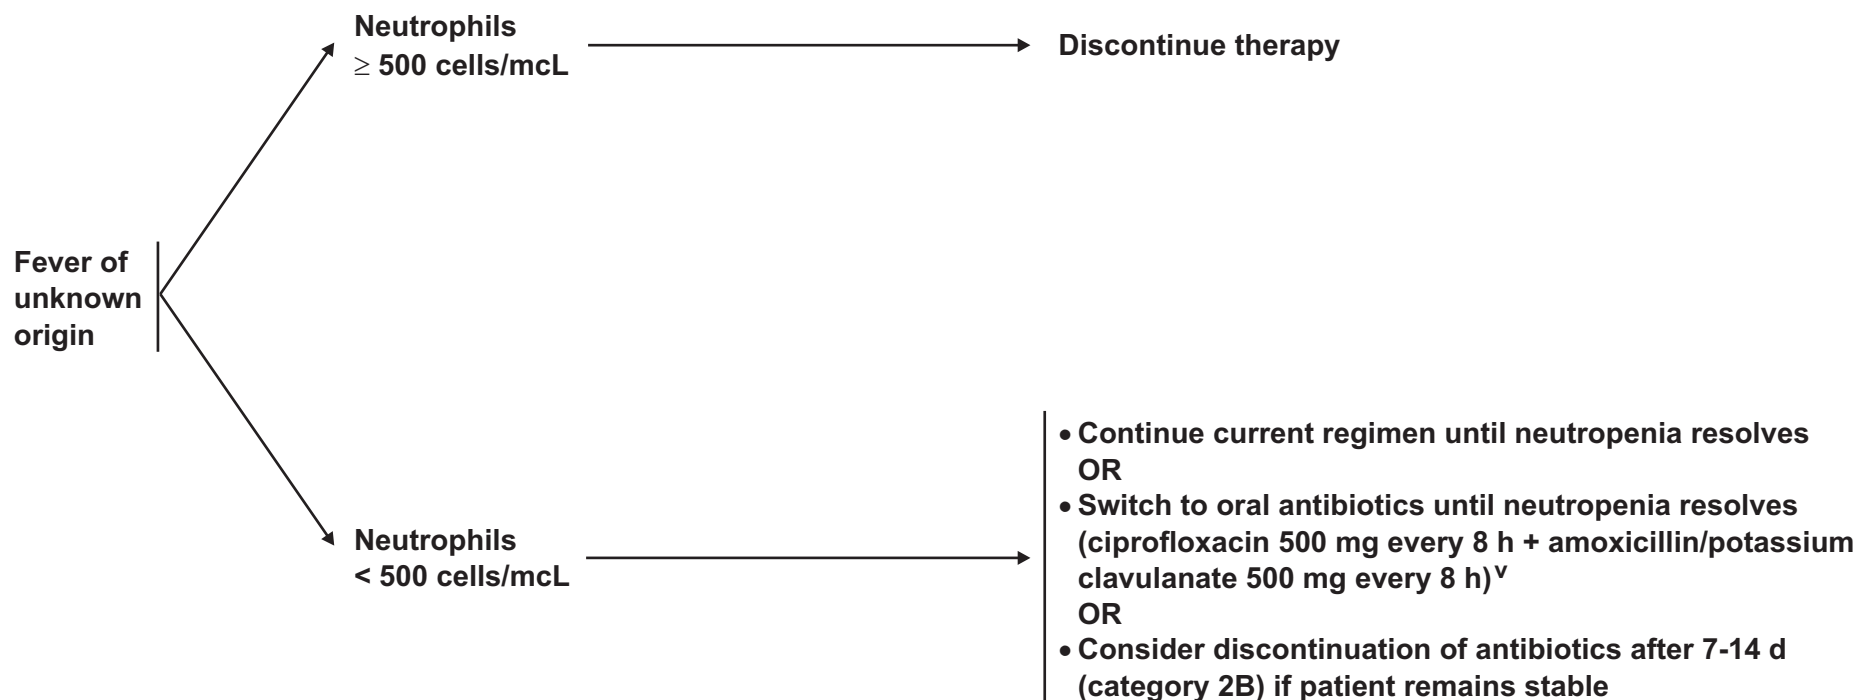 Neutrophils
≥ 500 cells/mcL
Discontinue therapy
Fever of
unknown
origin
Neutrophils
< 500 cells/mcL
• Continue current regimen until neutropenia resolves
OR
• Switch to oral antibiotics until neutropenia resolves
(ciprofloxacin 500 mg every 8 h + amoxicillin/potassium
clavulanate 500 mg every 8 h)ᵛ
OR
• Consider discontinuation of antibiotics after 7-14 d
(category 2B) if patient remains stable